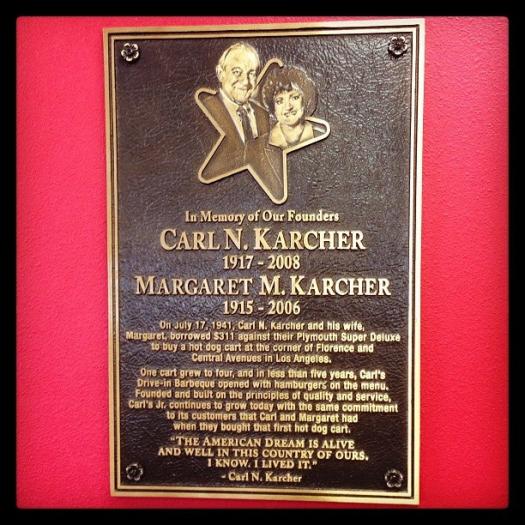 In Memory of Our Founders
CARL N. KARCHER
1917 - 2008
MARGARET M. KARCHER
1915 - 2006
On July 17, 1941, Carl N. Karcher and his wife,
Margaret, borrowed $311 against their Plymouth Super Deluxe
to buy a hot dog cart at the corner of Florence and
Central Avenues in Los Angeles.
One cart grew to four, and in less than five years, Carl's
Drive-in Barbeque opened with hamburgers on the menu.
Founded and built on the principles of quality and service,
Carl's Jr. continues to grow today with the same commitment
to its customers that Carl and Margaret had
when they bought that first hot dog cart.
"THE AMERICAN DREAM IS ALIVE
AND WELL IN THIS COUNTRY OF OURS.
I KNOW. I LIVED IT."
- Carl N. Karcher